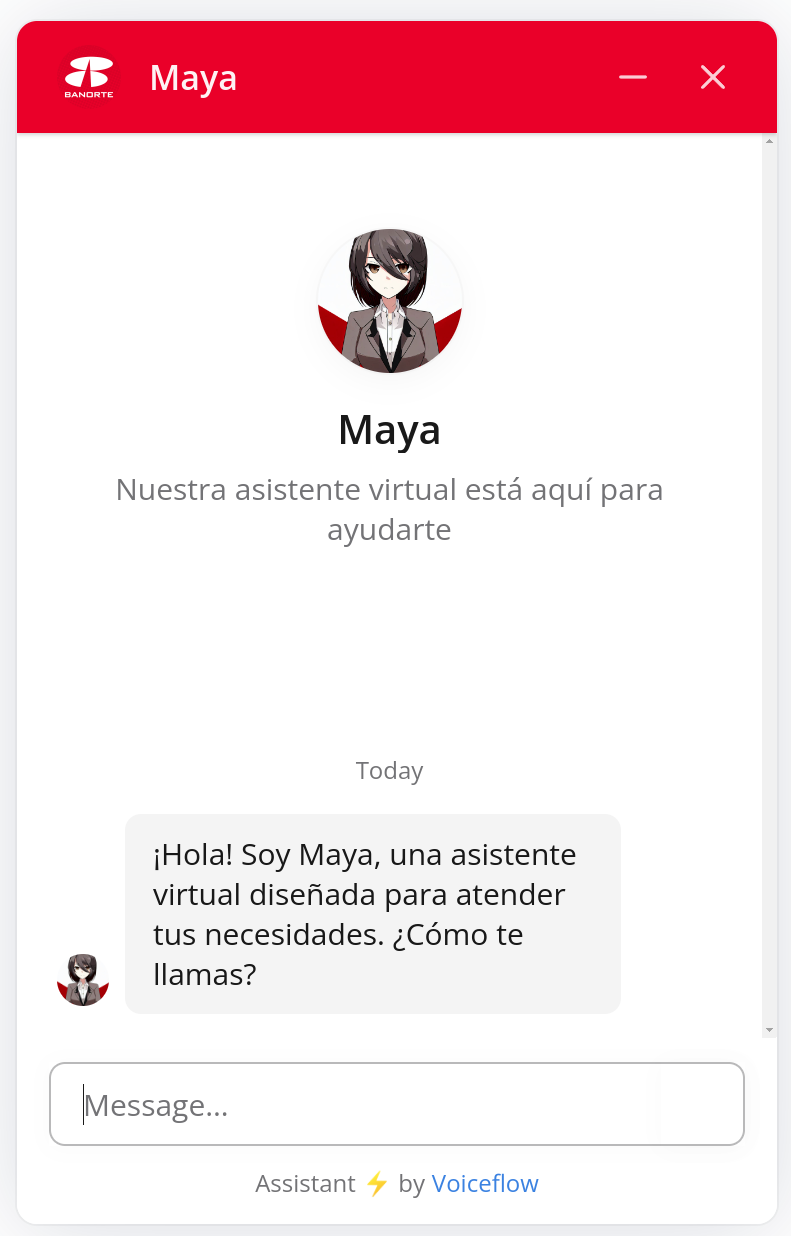 BANORTE
Maya
Maya
Nuestra asistente virtual está aquí para
ayudarte
Today
¡Hola! Soy Maya, una asistente
virtual diseñada para atender
tus necesidades. ¿Cómo te
llamas?
Message...
Assistant ⚡ by Voiceflow